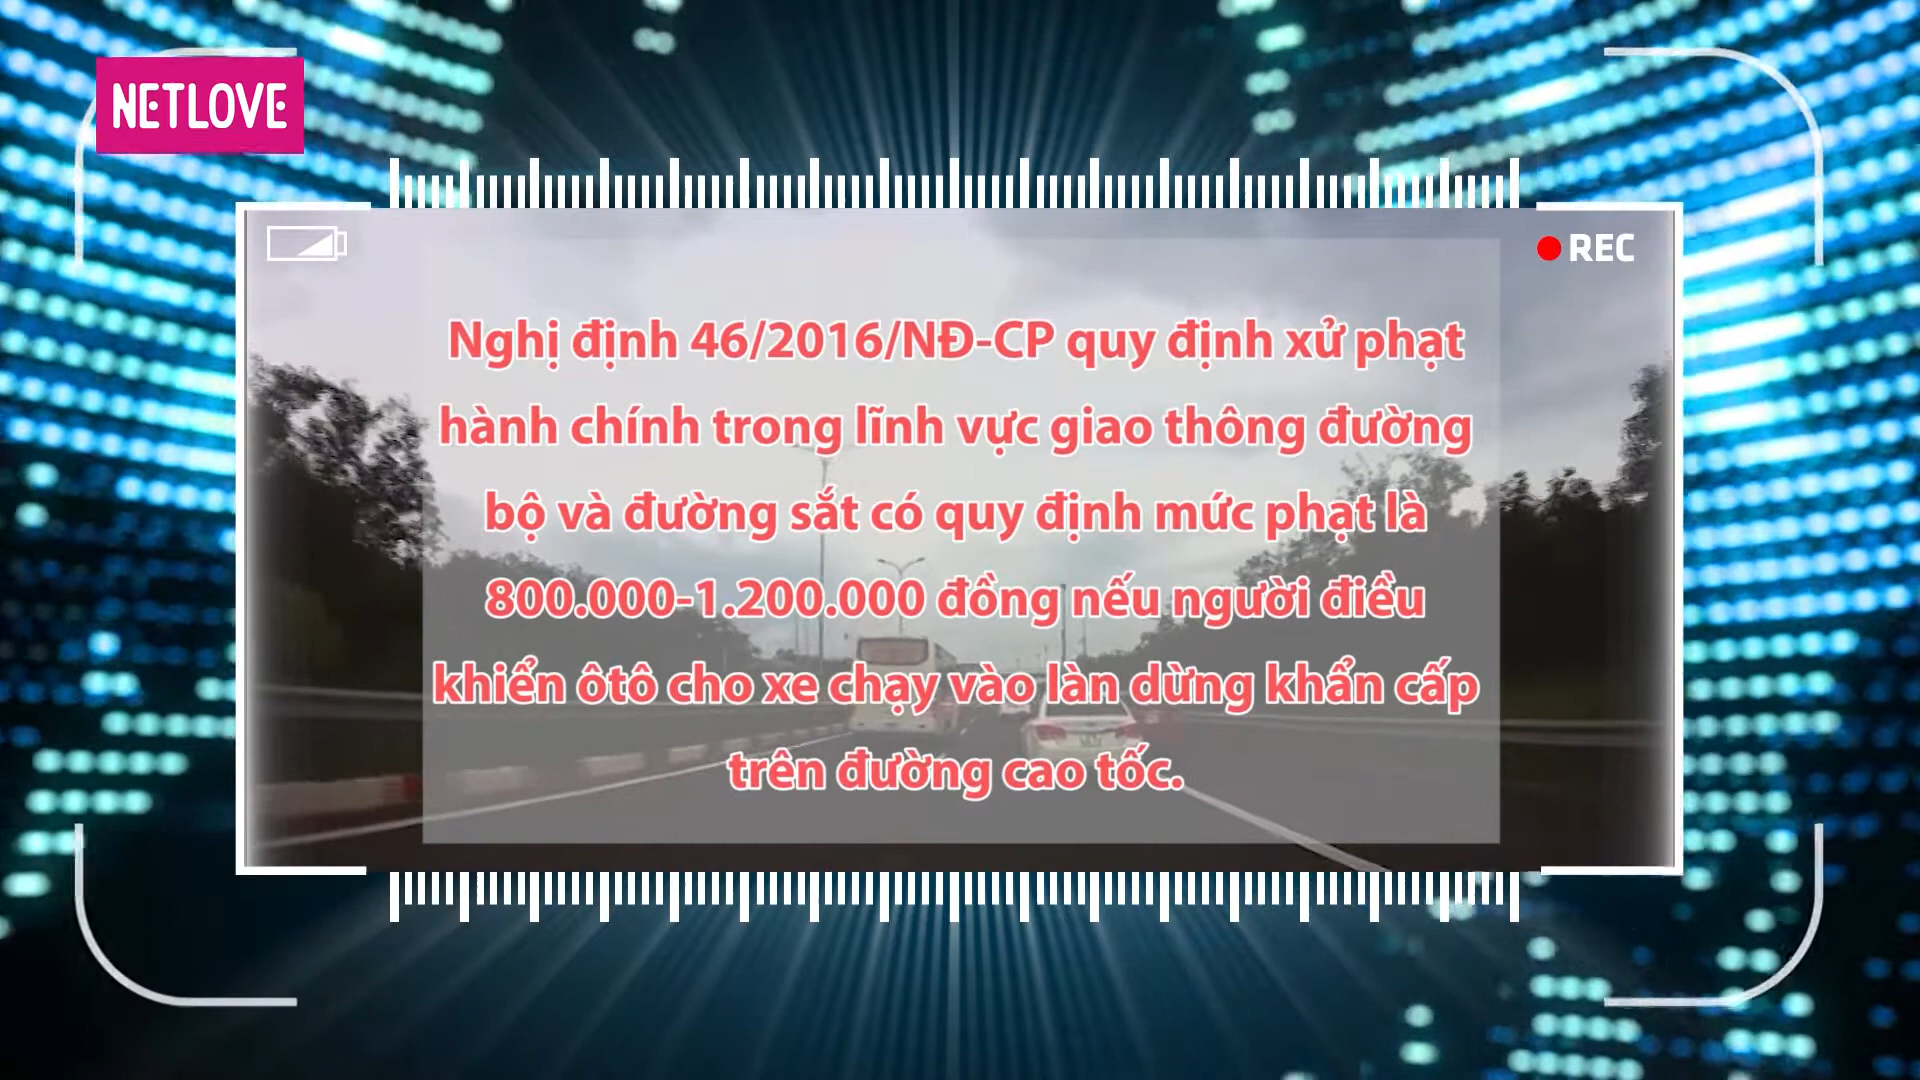 NETLOVE
REC
Nghị định 46/2016/NĐ-CP quy định xử phạt
hành chính trong lĩnh vực giao thông đường
bộ và đường sắt có quy định mức phạt là
800.000-1.200.000 đồng nếu người điều
khiển ôtô cho xe chạy vào làn dừng khẩn cấp
trên đường cao tốc.